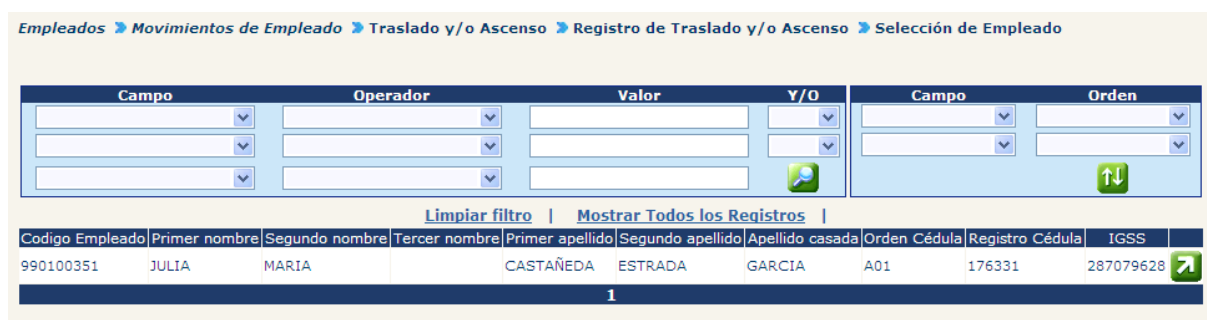 Empleados Movimientos de Empleado Traslado y/o Ascenso Registro de Traslado y/o Ascenso Selección de Empleado
Campo Operador Valor Y/O Campo Orden
Limpiar filtro | Mostrar Todos los Registros |
Codigo Empleado Primer nombre Segundo nombre Tercer nombre Primer apellido Segundo apellido Apellido casada Orden Cédula Registro Cédula IGSS
990100351 JULIA MARIA CASTAÑEDA ESTRADA GARCIA A01 176331 287079628
1